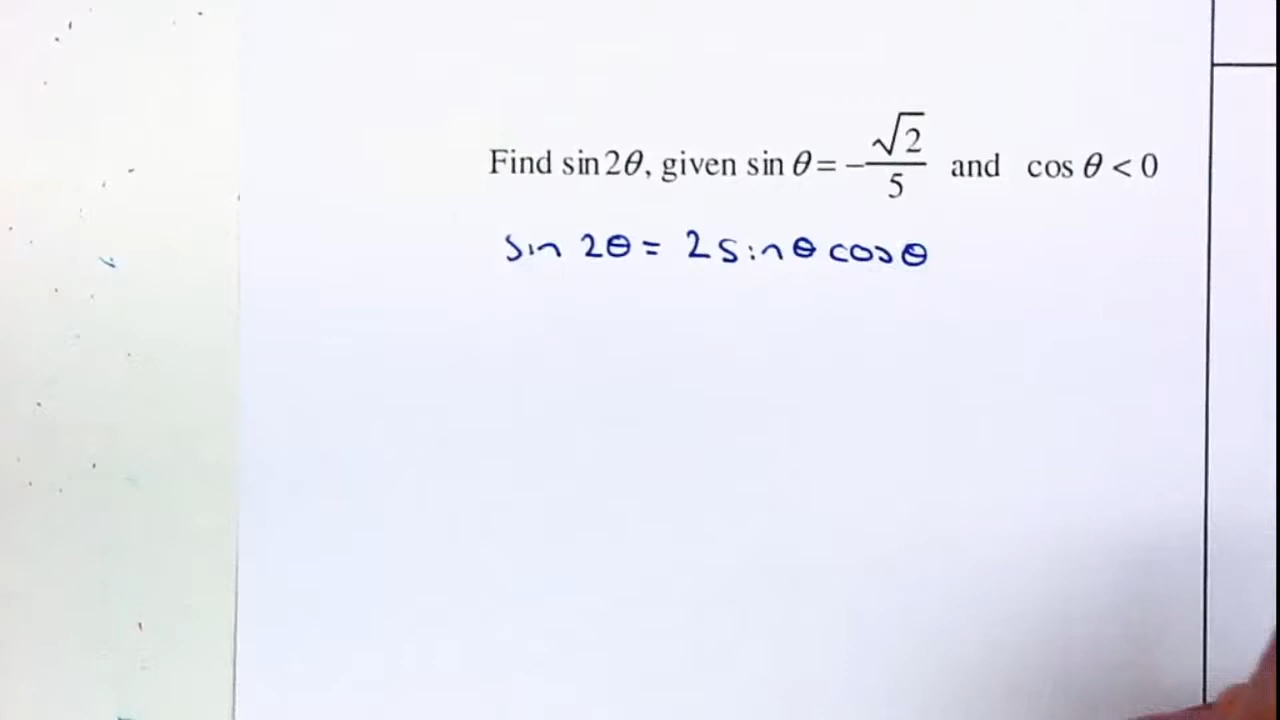 Find sin 2θ, given sin θ = −√2/5 and cos θ < 0
sin 2θ = 2 sin θ cos θ